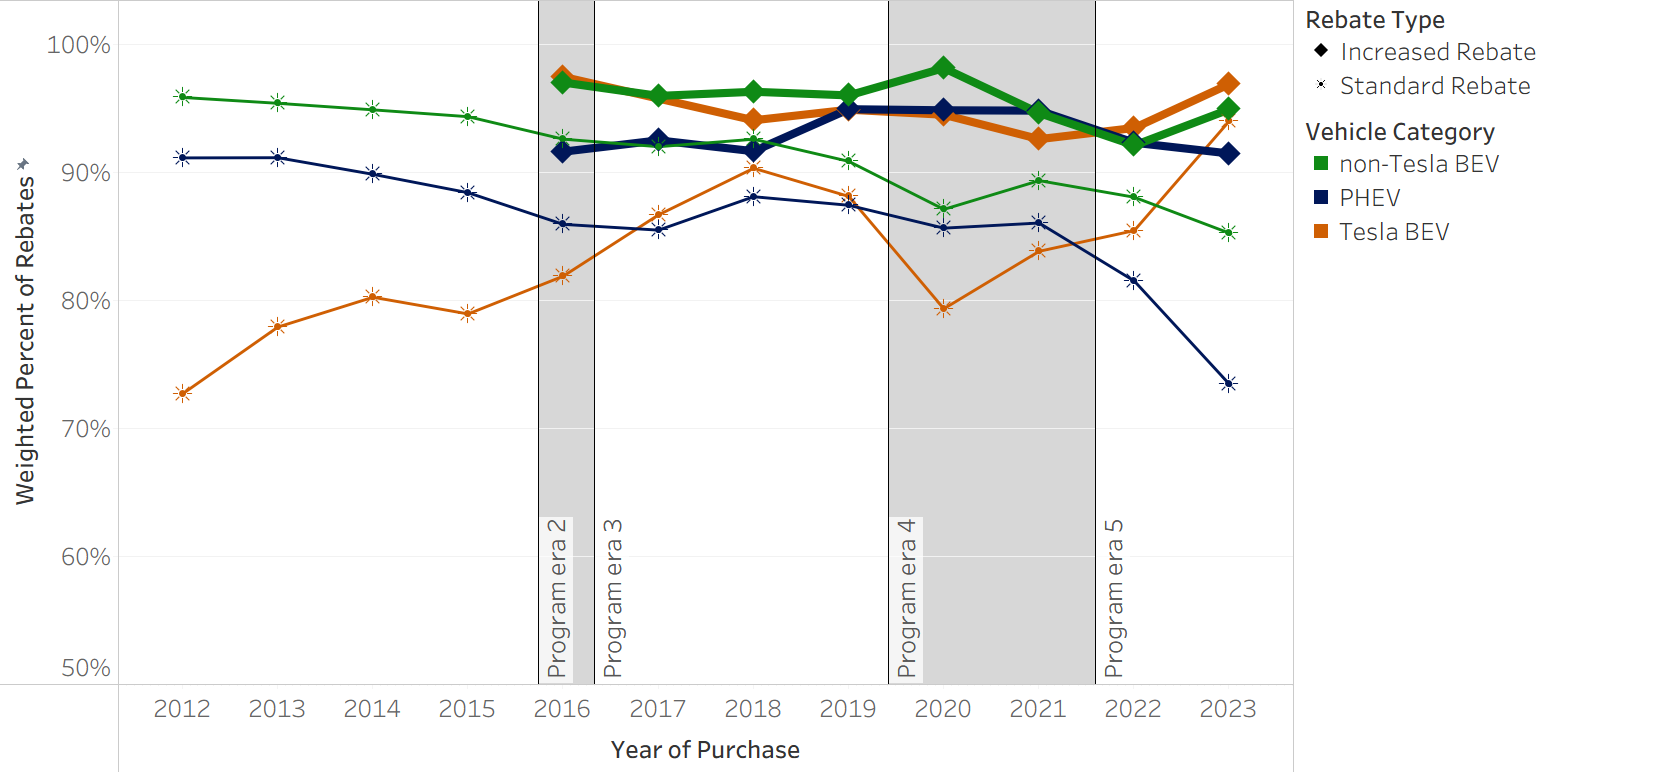 Weighted Percent of Rebates
100%
90%
80%
70%
60%
50%
Program era 2
Program era 3
Program era 4
Program era 5
2012 2013 2014 2015 2016 2017 2018 2019 2020 2021 2022 2023
Year of Purchase
Rebate Type
Increased Rebate
Standard Rebate
Vehicle Category
non-Tesla BEV
PHEV
Tesla BEV